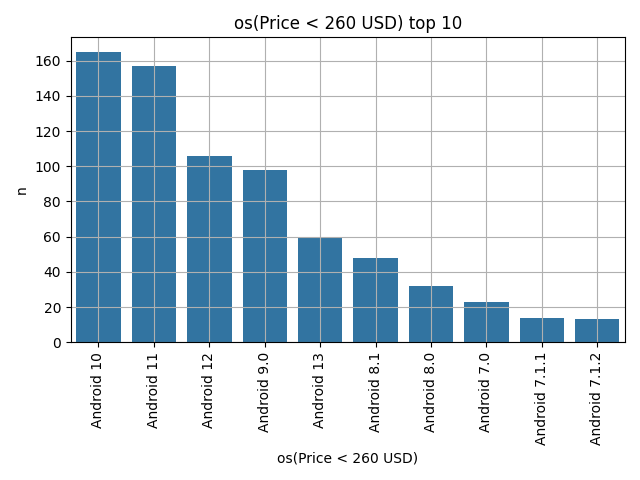 os(Price < 260 USD) top 10
160
140
120
100
80
60
40
20
0
n
Android 10
Android 11
Android 12
Android 9.0
Android 13
Android 8.1
Android 8.0
Android 7.0
Android 7.1.1
Android 7.1.2
os(Price < 260 USD)